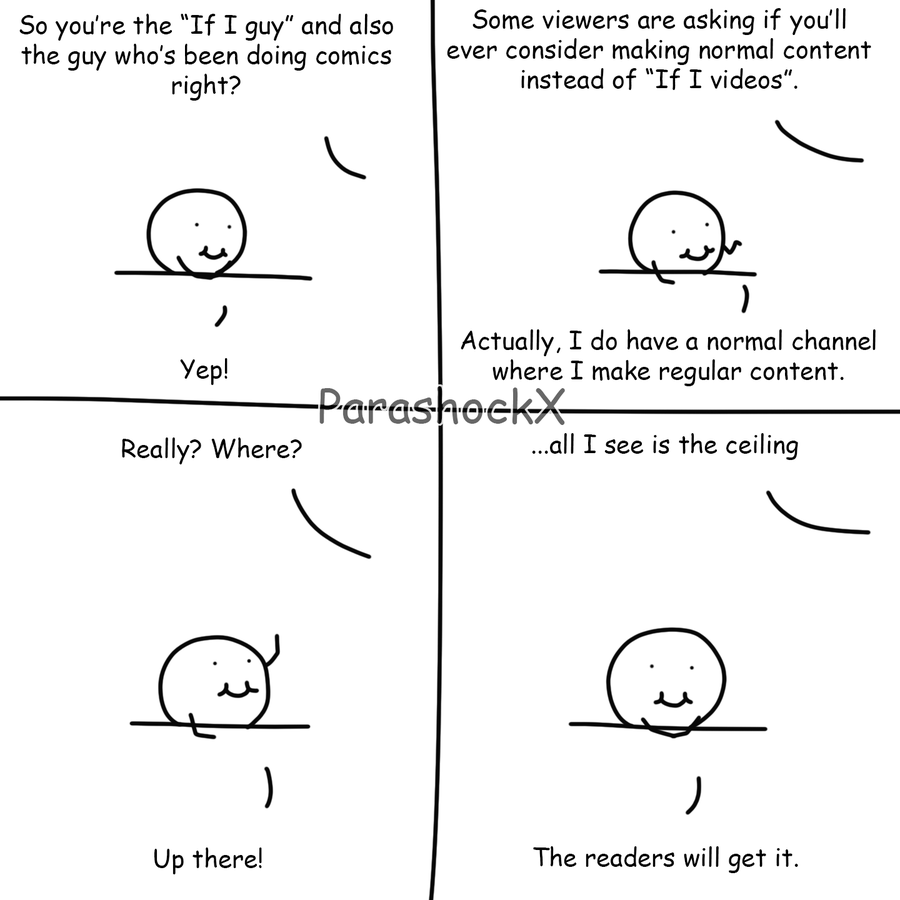 So you're the “If I guy” and also
the guy who's been doing comics
right?
Yep!
Some viewers are asking if you'll
ever consider making normal content
instead of “If I videos”.
Actually, I do have a normal channel
where I make regular content.
ParashockX
Really? Where?
Up there!
...all I see is the ceiling
The readers will get it.